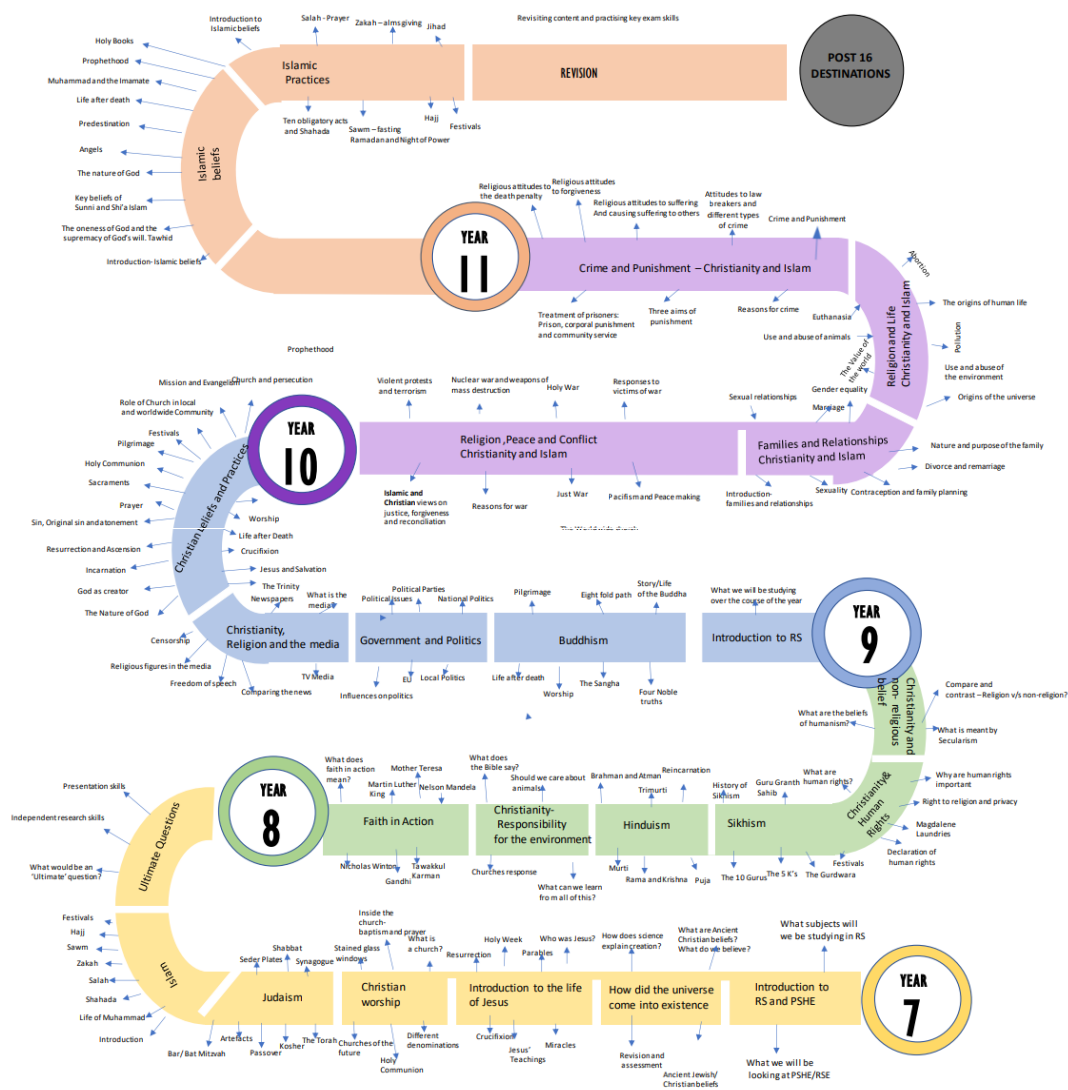 Revisiting content and practising key exam skills
POST 16
DESTINATIONS
REVISION
Introduction to
Islamic beliefs
Salah - Prayer
Zakah – alms giving
Jihad
Islamic
Practices
Ten obligatory acts
and Shahada
Sawm – fasting
Ramadan and Night of Power
Hajj
Festivals
Holy Books
Prophethood
Muhammad and the Imamate
Life after death
Predestination
Angels
The nature of God
Key beliefs of
Sunni and Shi'a Islam
The oneness of God and the
supremacy of God's will. Tawhid
Introduction- Islamic beliefs
Islamic
beliefs
YEAR
11
Religious attitudes to
the death penalty
Religious attitudes
to forgiveness
Religious attitudes to suffering
And causing suffering to others
Attitudes to law
breakers and
different types
of crime
Crime and Punishment
Crime and Punishment – Christianity and Islam
Treatment of prisoners:
Prison, corporal punishment
and community service
Three aims of
punishment
Reasons for crime
Abortion
The origins of human life
Pollution
Use and abuse of
the environment
Origins of the universe
Euthanasia
Use and abuse of animals
The Value of
the world
Religion and Life
Christianity and Islam
Gender equality
Marriage
Sexual relationships
Families and Relationships
Christianity and Islam
Nature and purpose of the family
Divorce and remarriage
Contraception and family planning
Sexuality
Introduction-
families and relationships
Prophethood
Violent protests
and terrorism
Nuclear war and weapons of
mass destruction
Holy War
Responses to
victims of war
Religion ,Peace and Conflict
Christianity and Islam
Islamic and
Christian views on
justice, forgiveness
and reconciliation
Reasons for war
Just War
Pacifism and Peace making
The Worldwide church
YEAR
10
Mission and Evangelism
Church and persecution
Role of Church in local
and worldwide Community
Festivals
Pilgrimage
Holy Communion
Sacraments
Prayer
Sin, Original sin and atonement
Resurrection and Ascension
Incarnation
God as creator
The Nature of God
Christian beliefs and Practices
Worship
Life after Death
Crucifixion
Jesus and Salvation
The Trinity
Newspapers
What is the
media?
Christianity,
Religion and the media
Censorship
Religious figures in the media
Freedom of speech
Comparing the news
TV Media
Political Parties
Political Issues
National Politics
Government and Politics
Influences on politics
EU
Local Politics
Pilgrimage
Eight fold path
Story/Life
of the Buddha
Buddhism
Life after death
Worship
The Sangha
Four Noble
truths
What we will be studying
over the course of the year
Introduction to RS
YEAR
9
Christianity and
non- religious
belief
Compare and
contrast – Religion v/s non-religion?
What is meant by
Secularism
What are the beliefs
of humanism?
What are
human rights?
Christianity&
Human
Rights
Why are human rights
important
Right to religion and privacy
Magdalene
Laundries
Declaration of
human rights
History of
Sikhism
Guru Granth
Sahib
Sikhism
The 10 Gurus
The 5 K's
The Gurdwara
Festivals
Brahman and Atman
Trimurti
Reincarnation
Hinduism
Murti
Rama and Krishna
Puja
What does
the Bible say?
Should we care about
animals
Christianity-
Responsibility
for the environment
Churches response
What can we learn
from all of this?
What does
faith in action
mean?
Martin Luther
King
Mother Teresa
Nelson Mandela
Faith in Action
Nicholas Winton
Gandhi
Tawakkul
Karman
YEAR
8
Presentation skills
Independent research skills
What would be an
'Ultimate' question?
Ultimate Questions
Festivals
Hajj
Sawm
Zakah
Salah
Shahada
Life of Muhammad
Introduction
Islam
Seder Plates
Shabbat
Synagogue
Judaism
Bar/ Bat Mitzvah
Artefacts
Passover
Kosher
The Torah
Inside the
church-
baptism and prayer
Stained glass
windows
What is
a church?
Christian
worship
Churches of the
future
Holy
Communion
Different
denominations
Resurrection
Holy Week
Parables
Who was Jesus?
Introduction to the life
of Jesus
Crucifixion
Jesus'
Teachings
Miracles
How does science
explain creation?
What are Ancient
Christian beliefs?
What do we believe?
How did the universe
come into existence
Revision and
assessment
Ancient Jewish/
Christian beliefs
What subjects will
we be studying in RS
Introduction to
RS and PSHE
What we will be
looking at PSHE/RSE
YEAR
7